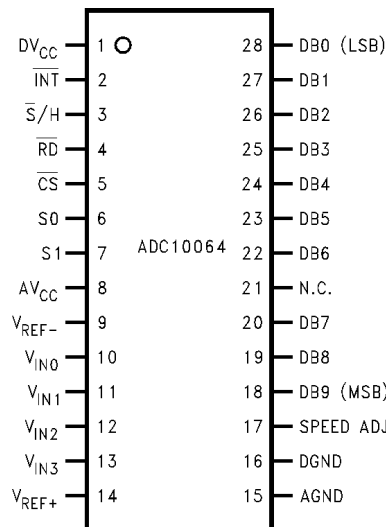 DVCC 1 28 DB0 (LSB)
INT 2 27 DB1
S/H 3 26 DB2
RD 4 25 DB3
CS 5 24 DB4
S0 6 23 DB5
S1 7 ADC10064 22 DB6
AVCC 8 21 N.C.
VREF- 9 20 DB7
VIN0 10 19 DB8
VIN1 11 18 DB9 (MSB)
VIN2 12 17 SPEED ADJ
VIN3 13 16 DGND
VREF+ 14 15 AGND